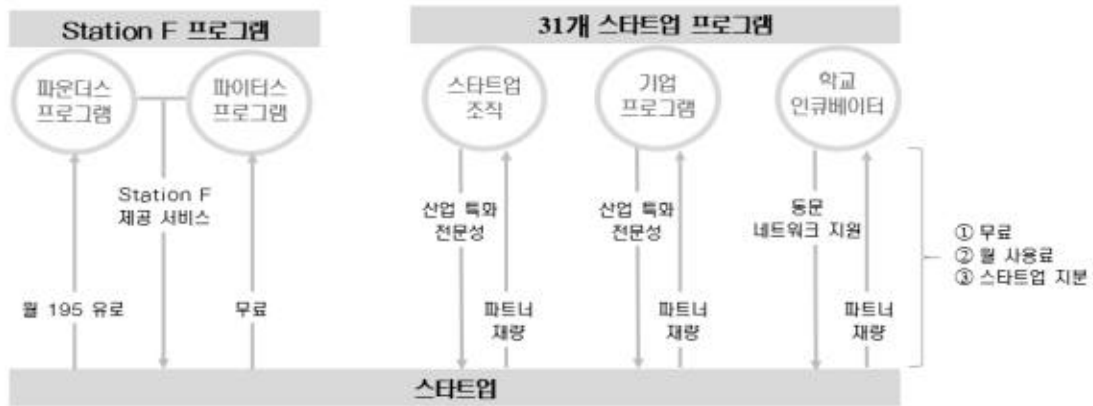 Station F 프로그램
31개 스타트업 프로그램
파운더스
프로그램
파이터스
프로그램
스타트업
조직
기업
프로그램
학교
인큐베이터
Station F
제공 서비스
산업 특화
전문성
산업 특화
전문성
동문
네트워크 지원
① 무료
② 월 사용료
③ 스타트업 지분
월 195 유로
무료
파트너
재량
파트너
재량
파트너
재량
스타트업